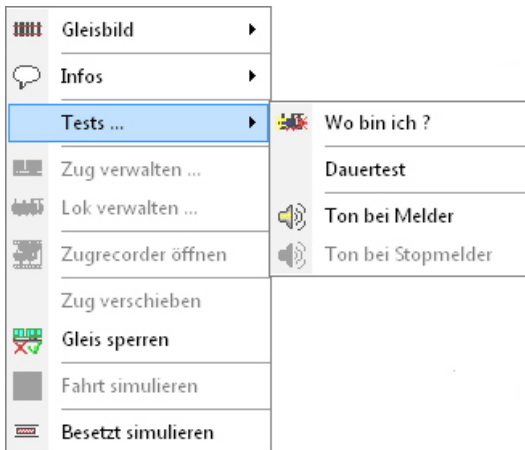 Gleisbild
Infos
Tests ...
Zug verwalten ...
Lok verwalten ...
Zugrecorder öffnen
Zug verschieben
Gleis sperren
Fahrt simulieren
Besetzt simulieren
Wo bin ich ?
Dauertest
Ton bei Melder
Ton bei Stopmelder